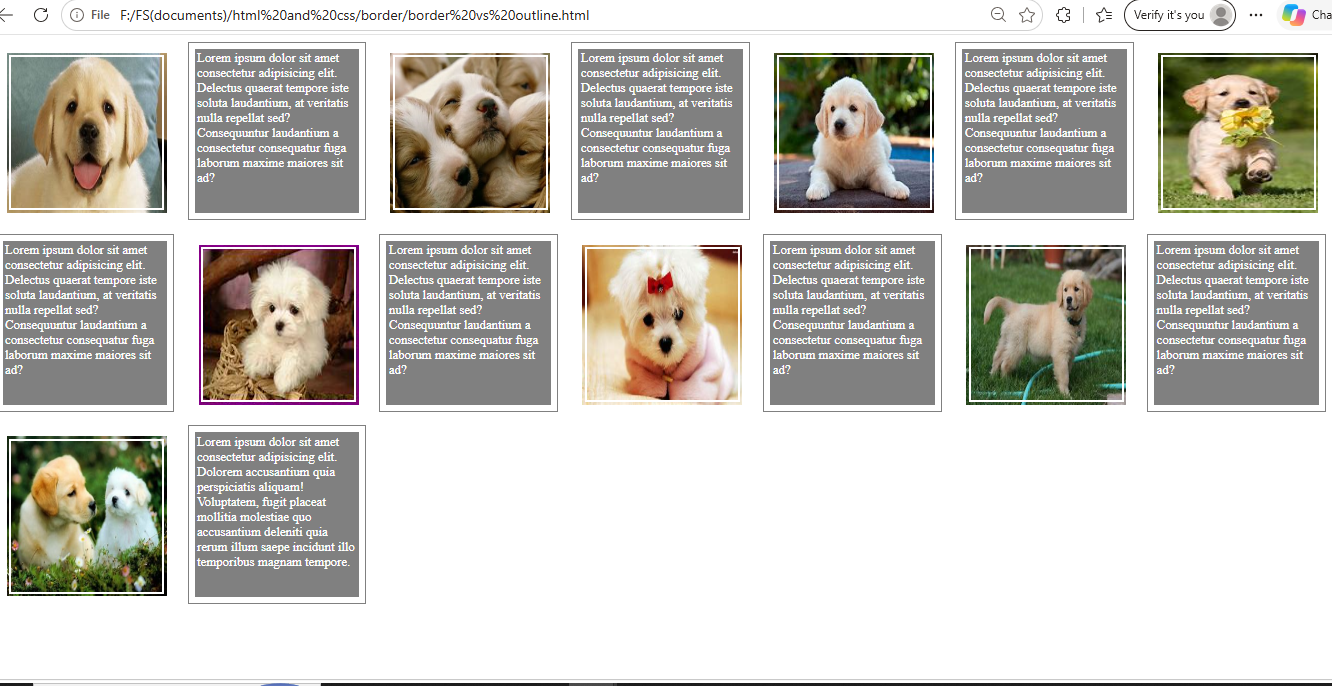 File F:/FS(documents)/html%20and%20css/border/border%20vs%20outline.html
Verify it's you
Cha
Lorem ipsum dolor sit amet
consectetur adipisicing elit.
Delectus quaerat tempore iste
soluta laudantium, at veritatis
nulla repellat sed?
Consequuntur laudantium a
consectetur consequatur fuga
laborum maxime maiores sit
ad?
Lorem ipsum dolor sit amet
consectetur adipisicing elit.
Delectus quaerat tempore iste
soluta laudantium, at veritatis
nulla repellat sed?
Consequuntur laudantium a
consectetur consequatur fuga
laborum maxime maiores sit
ad?
Lorem ipsum dolor sit amet
consectetur adipisicing elit.
Delectus quaerat tempore iste
soluta laudantium, at veritatis
nulla repellat sed?
Consequuntur laudantium a
consectetur consequatur fuga
laborum maxime maiores sit
ad?
Lorem ipsum dolor sit amet
consectetur adipisicing elit.
Delectus quaerat tempore iste
soluta laudantium, at veritatis
nulla repellat sed?
Consequuntur laudantium a
consectetur consequatur fuga
laborum maxime maiores sit
ad?
Lorem ipsum dolor sit amet
consectetur adipisicing elit.
Delectus quaerat tempore iste
soluta laudantium, at veritatis
nulla repellat sed?
Consequuntur laudantium a
consectetur consequatur fuga
laborum maxime maiores sit
ad?
Lorem ipsum dolor sit amet
consectetur adipisicing elit.
Delectus quaerat tempore iste
soluta laudantium, at veritatis
nulla repellat sed?
Consequuntur laudantium a
consectetur consequatur fuga
laborum maxime maiores sit
ad?
Lorem ipsum dolor sit amet
consectetur adipisicing elit.
Delectus quaerat tempore iste
soluta laudantium, at veritatis
nulla repellat sed?
Consequuntur laudantium a
consectetur consequatur fuga
laborum maxime maiores sit
ad?
Lorem ipsum dolor sit amet
consectetur adipisicing elit.
Dolorem accusantium quia
perspiciatis aliquam!
Voluptatem, fugit placeat
mollitia molestiae quo
accusantium deleniti quia
rerum illum saepe incidunt illo
temporibus magnam tempore.